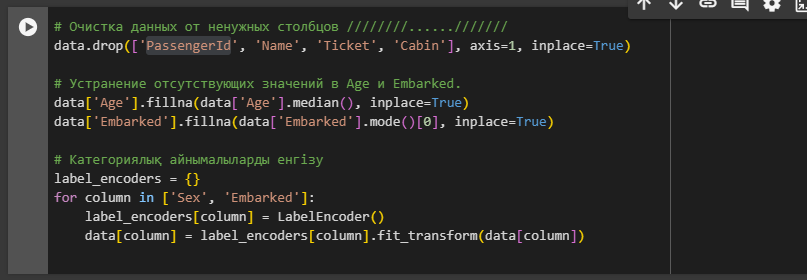 # Очистка данных от ненужных столбцов ////////......///////
data.drop(['PassengerId', 'Name', 'Ticket', 'Cabin'], axis=1, inplace=True)
# Устранение отсутствующих значений в Age и Embarked.
data['Age'].fillna(data['Age'].median(), inplace=True)
data['Embarked'].fillna(data['Embarked'].mode()[0], inplace=True)
# Категориялық айнымалыларды енгізу
label_encoders = {}
for column in ['Sex', 'Embarked']:
    label_encoders[column] = LabelEncoder()
    data[column] = label_encoders[column].fit_transform(data[column])